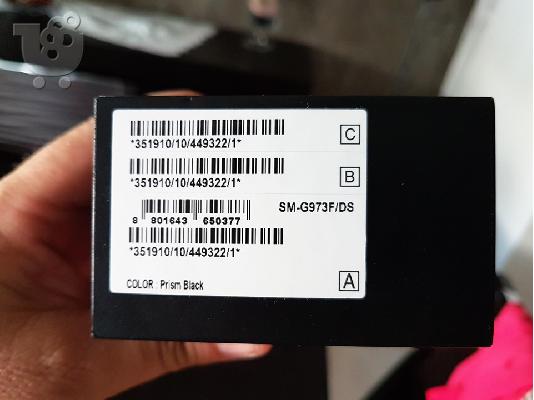 *351910/10/449322/1*
C
*351910/10/449322/1*
B
SM-G973F/DS
8 801643 650377
*351910/10/449322/1*
COLOR : Prism Black
A